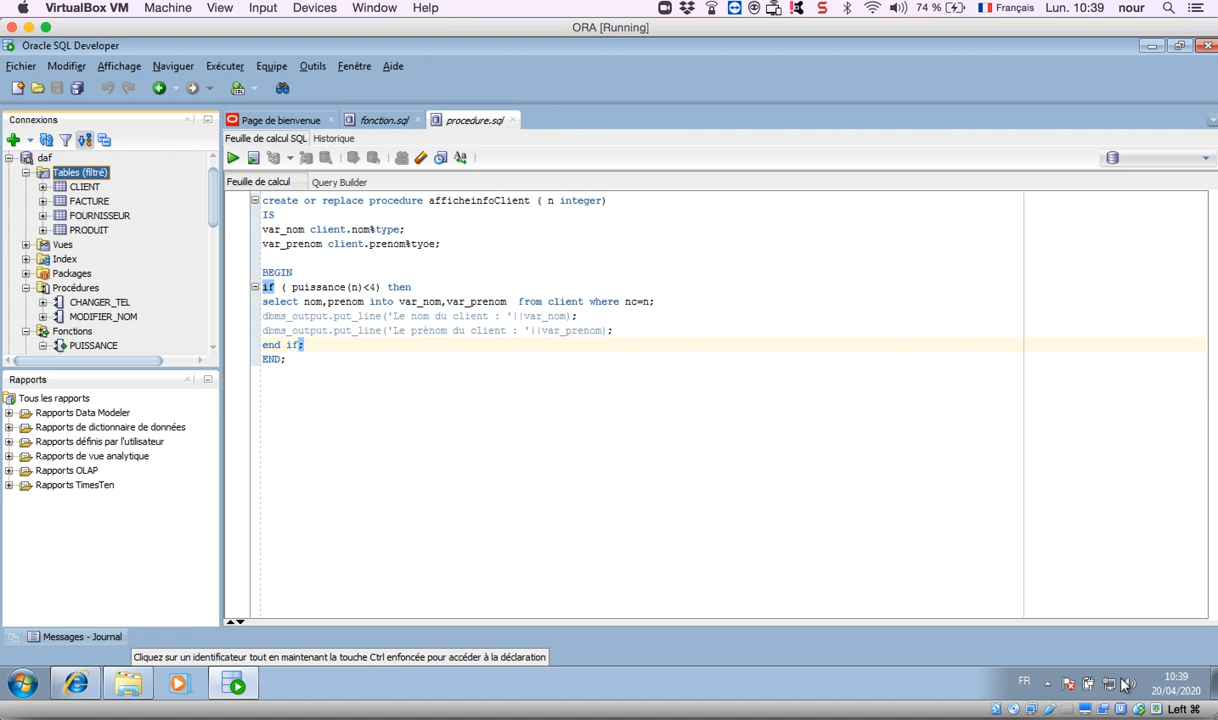 VirtualBox VM Machine View Input Devices Window Help 74 % Français Lun. 10:39 nour
ORA [Running]
Oracle SQL Developer
Fichier Modifier Affichage Naviguer Exécuter Equipe Outils Fenêtre Aide
Connexions
Page de bienvenue fonction.sql procedure.sql
Feuille de calcul SQL Historique
daf
Tables (filtré)
CLIENT
FACTURE
FOURNISSEUR
PRODUIT
Vues
Index
Packages
Procédures
CHANGER_TEL
MODIFIER_NOM
Fonctions
PUISSANCE
Feuille de calcul Query Builder
create or replace procedure afficheinfoClient ( n integer)
IS
var_nom client.nom%type;
var_prenom client.prenom%tyoe;
BEGIN
if ( puissance(n)<4) then
select nom,prenom into var_nom,var_prenom from client where nc=n;
dbms_output.put_line('Le nom du client : '||var_nom);
dbms_output.put_line('Le prènom du client : '||var_prenom);
end if;
END;
Rapports
Tous les rapports
Rapports Data Modeler
Rapports de dictionnaire de données
Rapports définis par l'utilisateur
Rapports de vue analytique
Rapports OLAP
Rapports TimesTen
Messages - Journal
Cliquez sur un identificateur tout en maintenant la touche Ctrl enfoncée pour accéder à la déclaration
FR
10:39
20/04/2020
Left ⌘